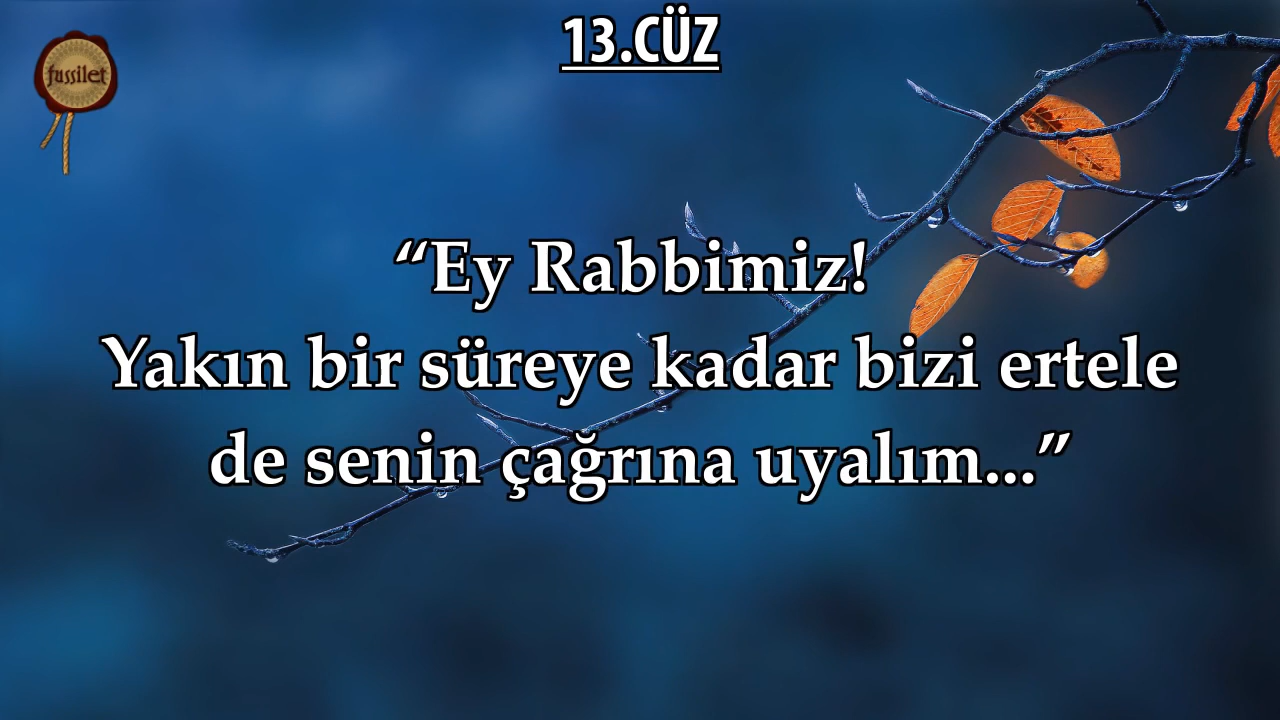 13.CÜZ
fussilet
“Ey Rabbimiz!
Yakın bir süreye kadar bizi ertele
de senin çağrına uyalım...”